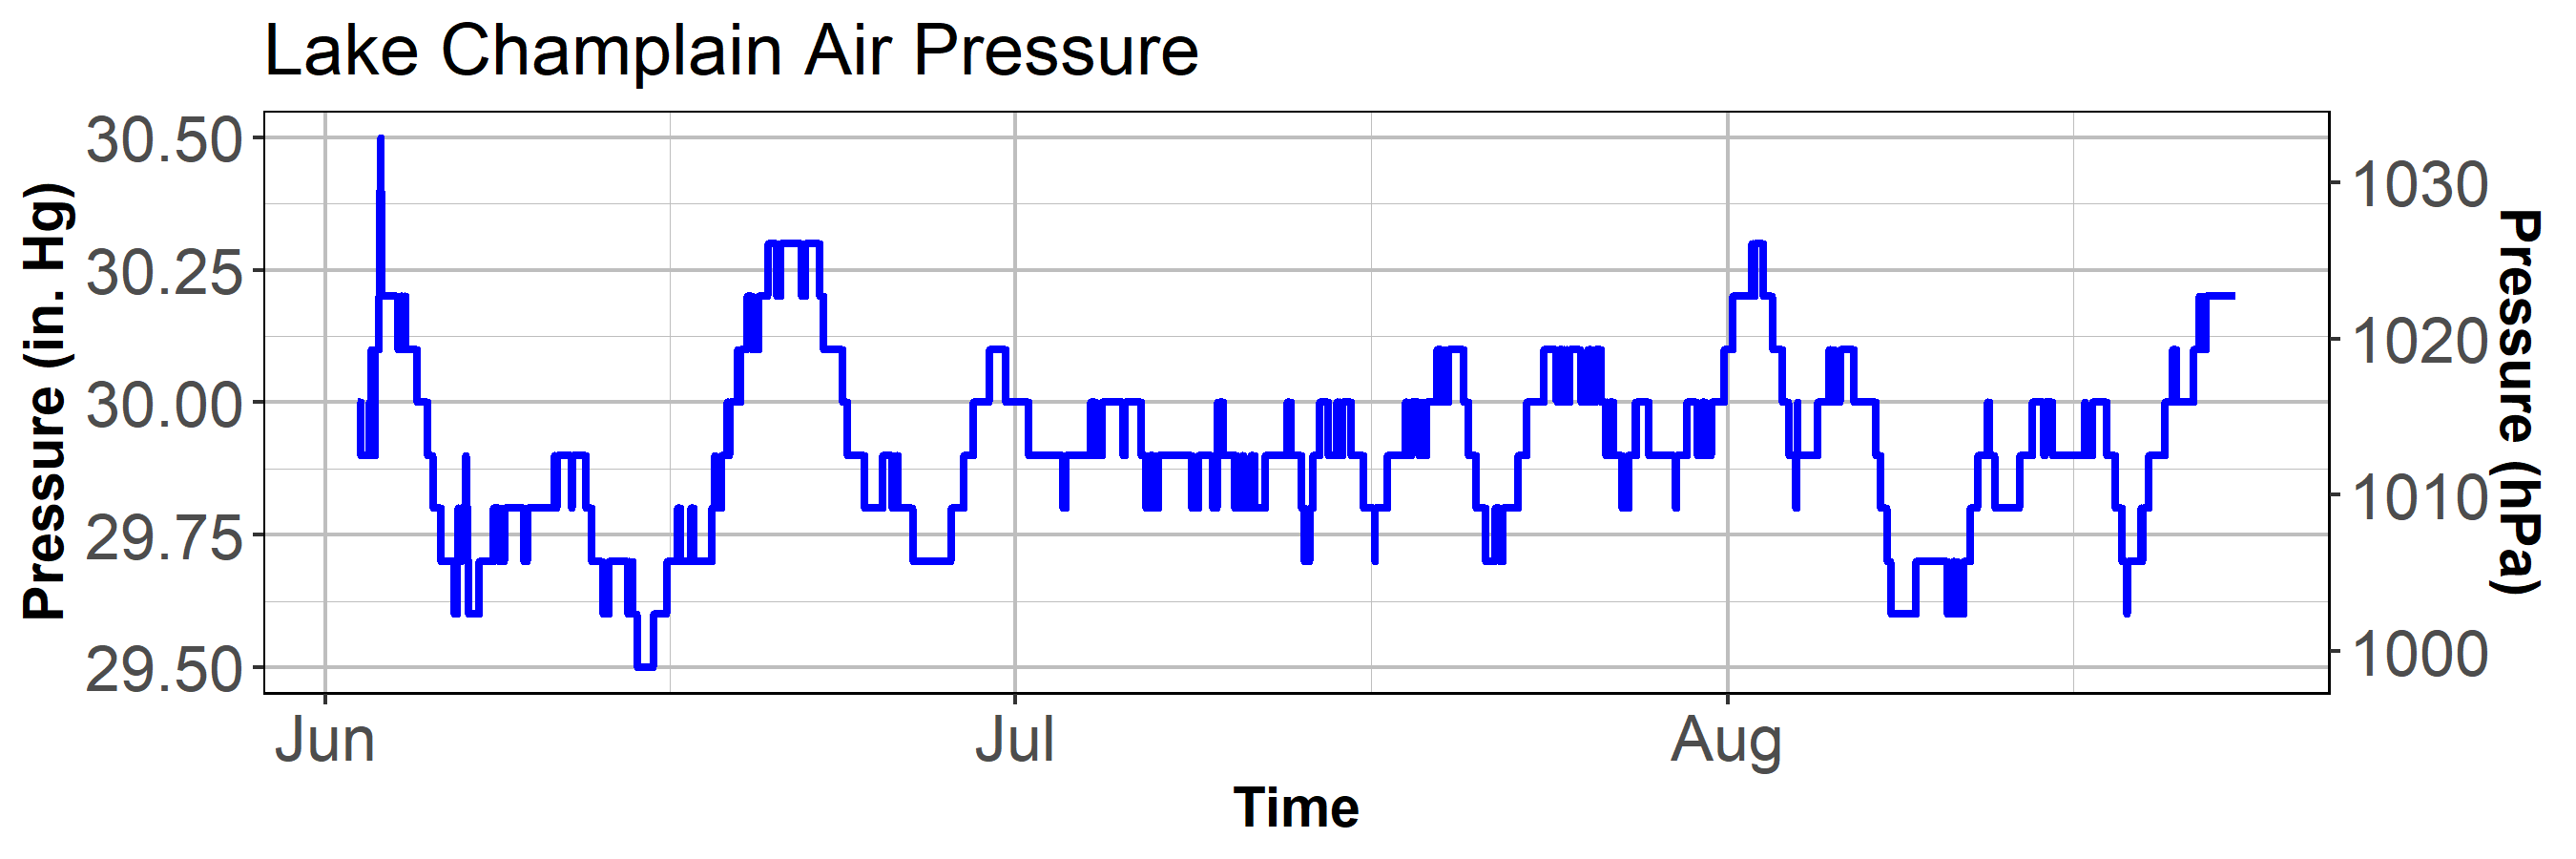 Lake Champlain Air Pressure
Pressure (in. Hg)
30.50
30.25
30.00
29.75
29.50
1030
1020
1010
1000
Pressure (hPa)
Jun Jul Aug
Time